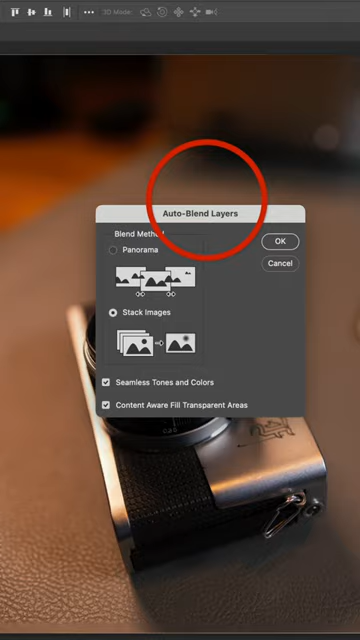 3D Mode:
Auto-Blend Layers
Blend Method
Panorama
OK
Cancel
Stack Images
Seamless Tones and Colors
Content Aware Fill Transparent Areas